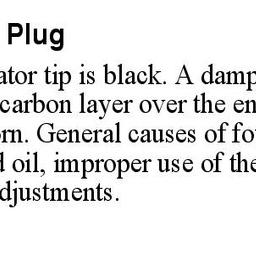 Plug
ator tip is black. A damp
carbon layer over the en
rn. General causes of fo
d oil, improper use of the
djustments.